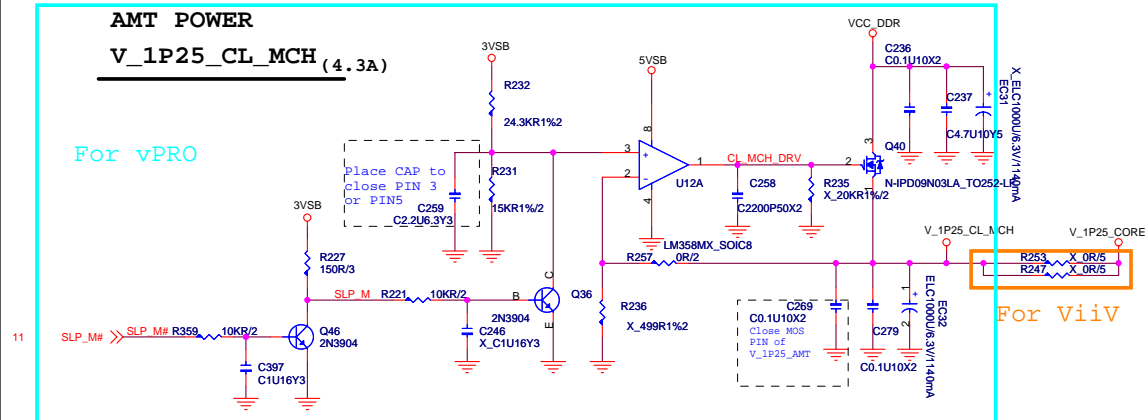 AMT POWER
V_1P25_CL_MCH (4.3A)
For vPRO
3VSB
R232
24.3KR1%2
5VSB
VCC_DDR
C236
C0.1U10X2
C237
C4.7U10Y5
X_ELC1000U/6.3V/1140mA
EC31
Place CAP to
close PIN 3
or PIN5
C259
C2.2U6.3Y3
R231
15KR1%/2
3
2
8
4
1
U12A
LM358MX_SOIC8
CL_MCH_DRV
C258
C2200P50X2
R235
X_20KR1%/2
3
2
1
Q40
N-IPD09N03LA_TO252-LF
3VSB
R227
150R/3
SLP_M
R221
10KR/2
B
C
E
Q36
2N3904
C246
X_C1U16Y3
R257
0R/2
R236
X_499R1%2
V_1P25_CL_MCH
V_1P25_CORE
R253
X_0R/5
R247
X_0R/5
For ViiV
C269
C0.1U10X2
Close MOS
PIN of
V_1P25_AMT
C279
C0.1U10X2
1
2
EC32
ELC1000U/6.3V/1140mA
11
SLP_M#
SLP_M#
R359
10KR/2
Q46
2N3904
C397
C1U16Y3